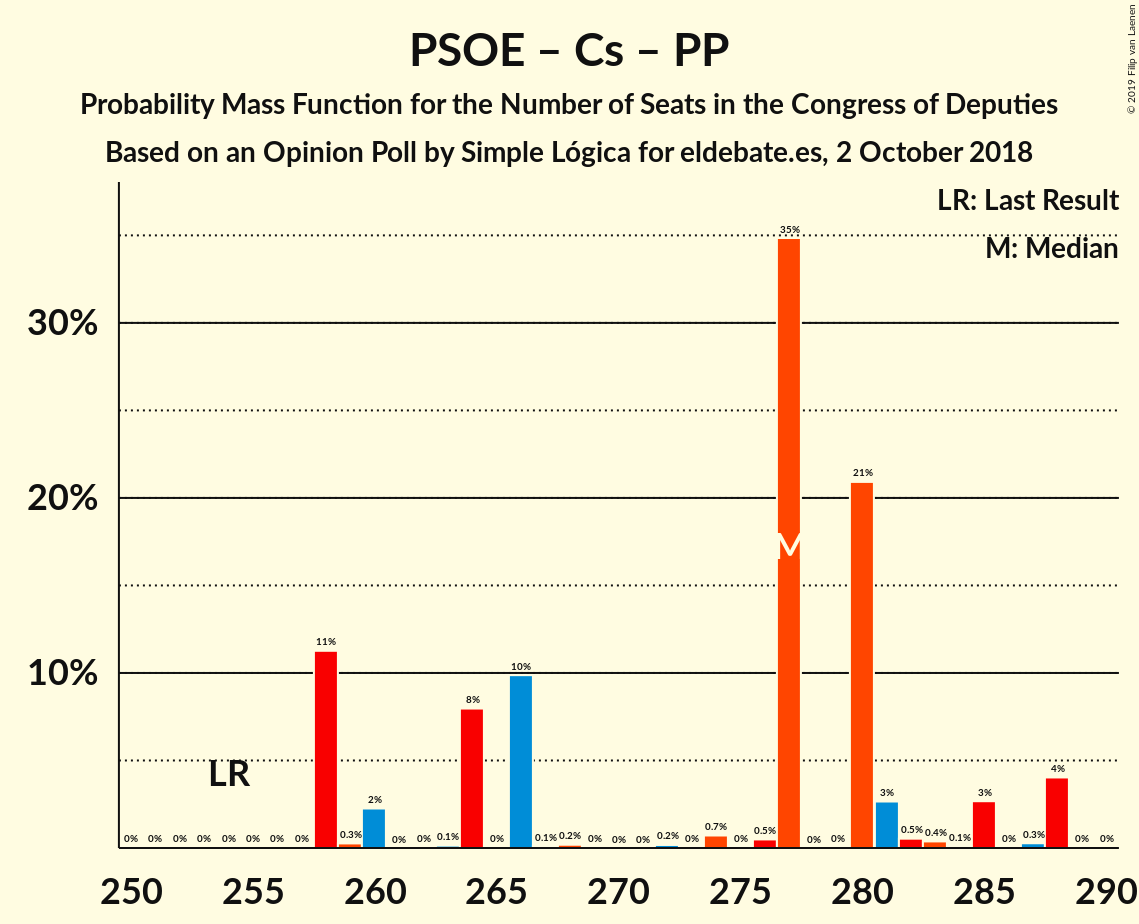 PSOE – Cs – PP
Probability Mass Function for the Number of Seats in the Congress of Deputies
Based on an Opinion Poll by Simple Lógica for eldebate.es, 2 October 2018
© 2019 Filip van Laenen
LR: Last Result
M: Median
30%
20%
10%
35%
21%
11%
10%
8%
4%
3%
3%
2%
LR
M
0% 0% 0% 0% 0% 0% 0% 0% 0.3% 0% 0% 0.1% 0% 0.1% 0.2% 0% 0% 0% 0.2% 0% 0.7% 0% 0.5% 0% 0% 0.5% 0.4% 0.1% 0% 0.3% 0% 0%
250 255 260 265 270 275 280 285 290